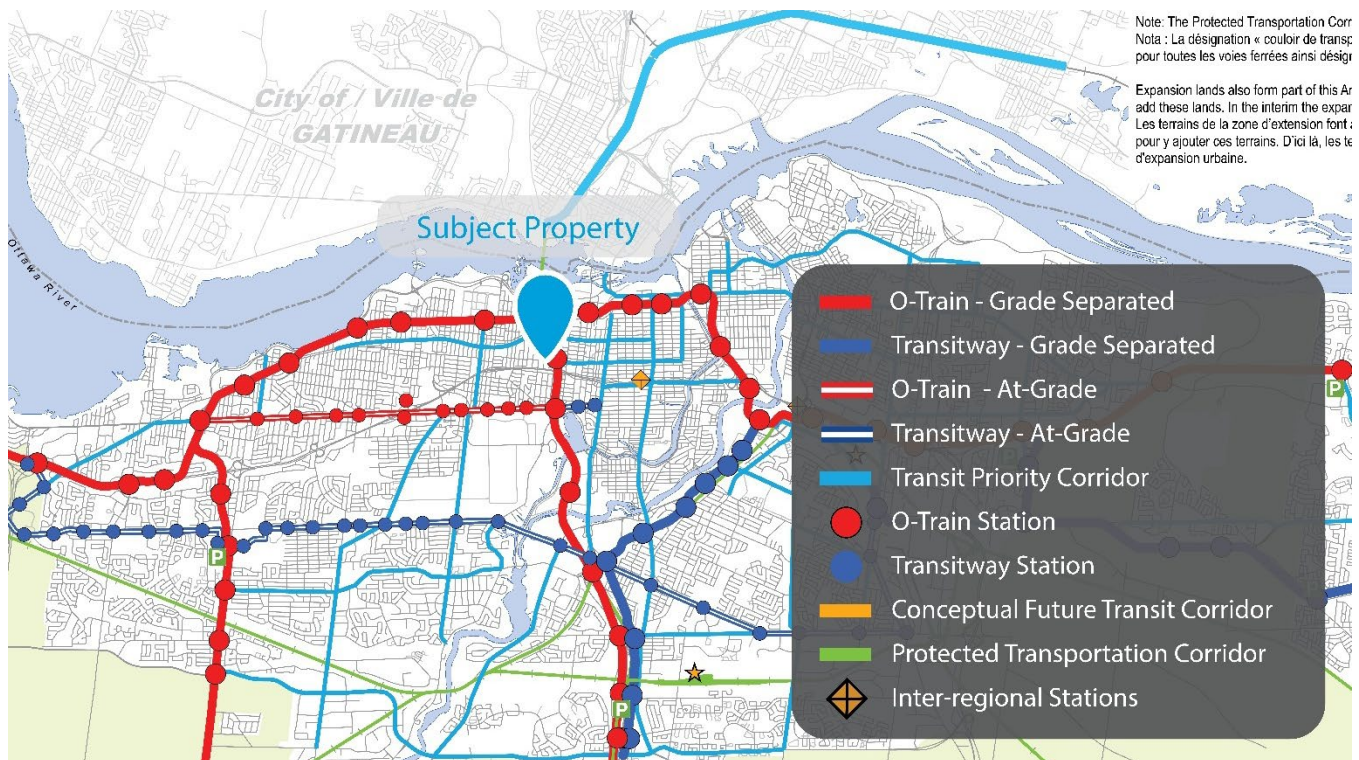 Note: The Protected Transportation Corr
Nota : La désignation « couloir de transp
pour toutes les voies ferrées ainsi désign
Expansion lands also form part of this An
add these lands. In the interim the expan
Les terrains de la zone d'extension font a
pour y ajouter ces terrains. D'ici là, les te
d'expansion urbaine.
City of / Ville de
GATINEAU
Subject Property
Ottawa River
O-Train - Grade Separated
Transitway - Grade Separated
O-Train - At-Grade
Transitway - At-Grade
Transit Priority Corridor
O-Train Station
Transitway Station
Conceptual Future Transit Corridor
Protected Transportation Corridor
Inter-regional Stations
P
P
P